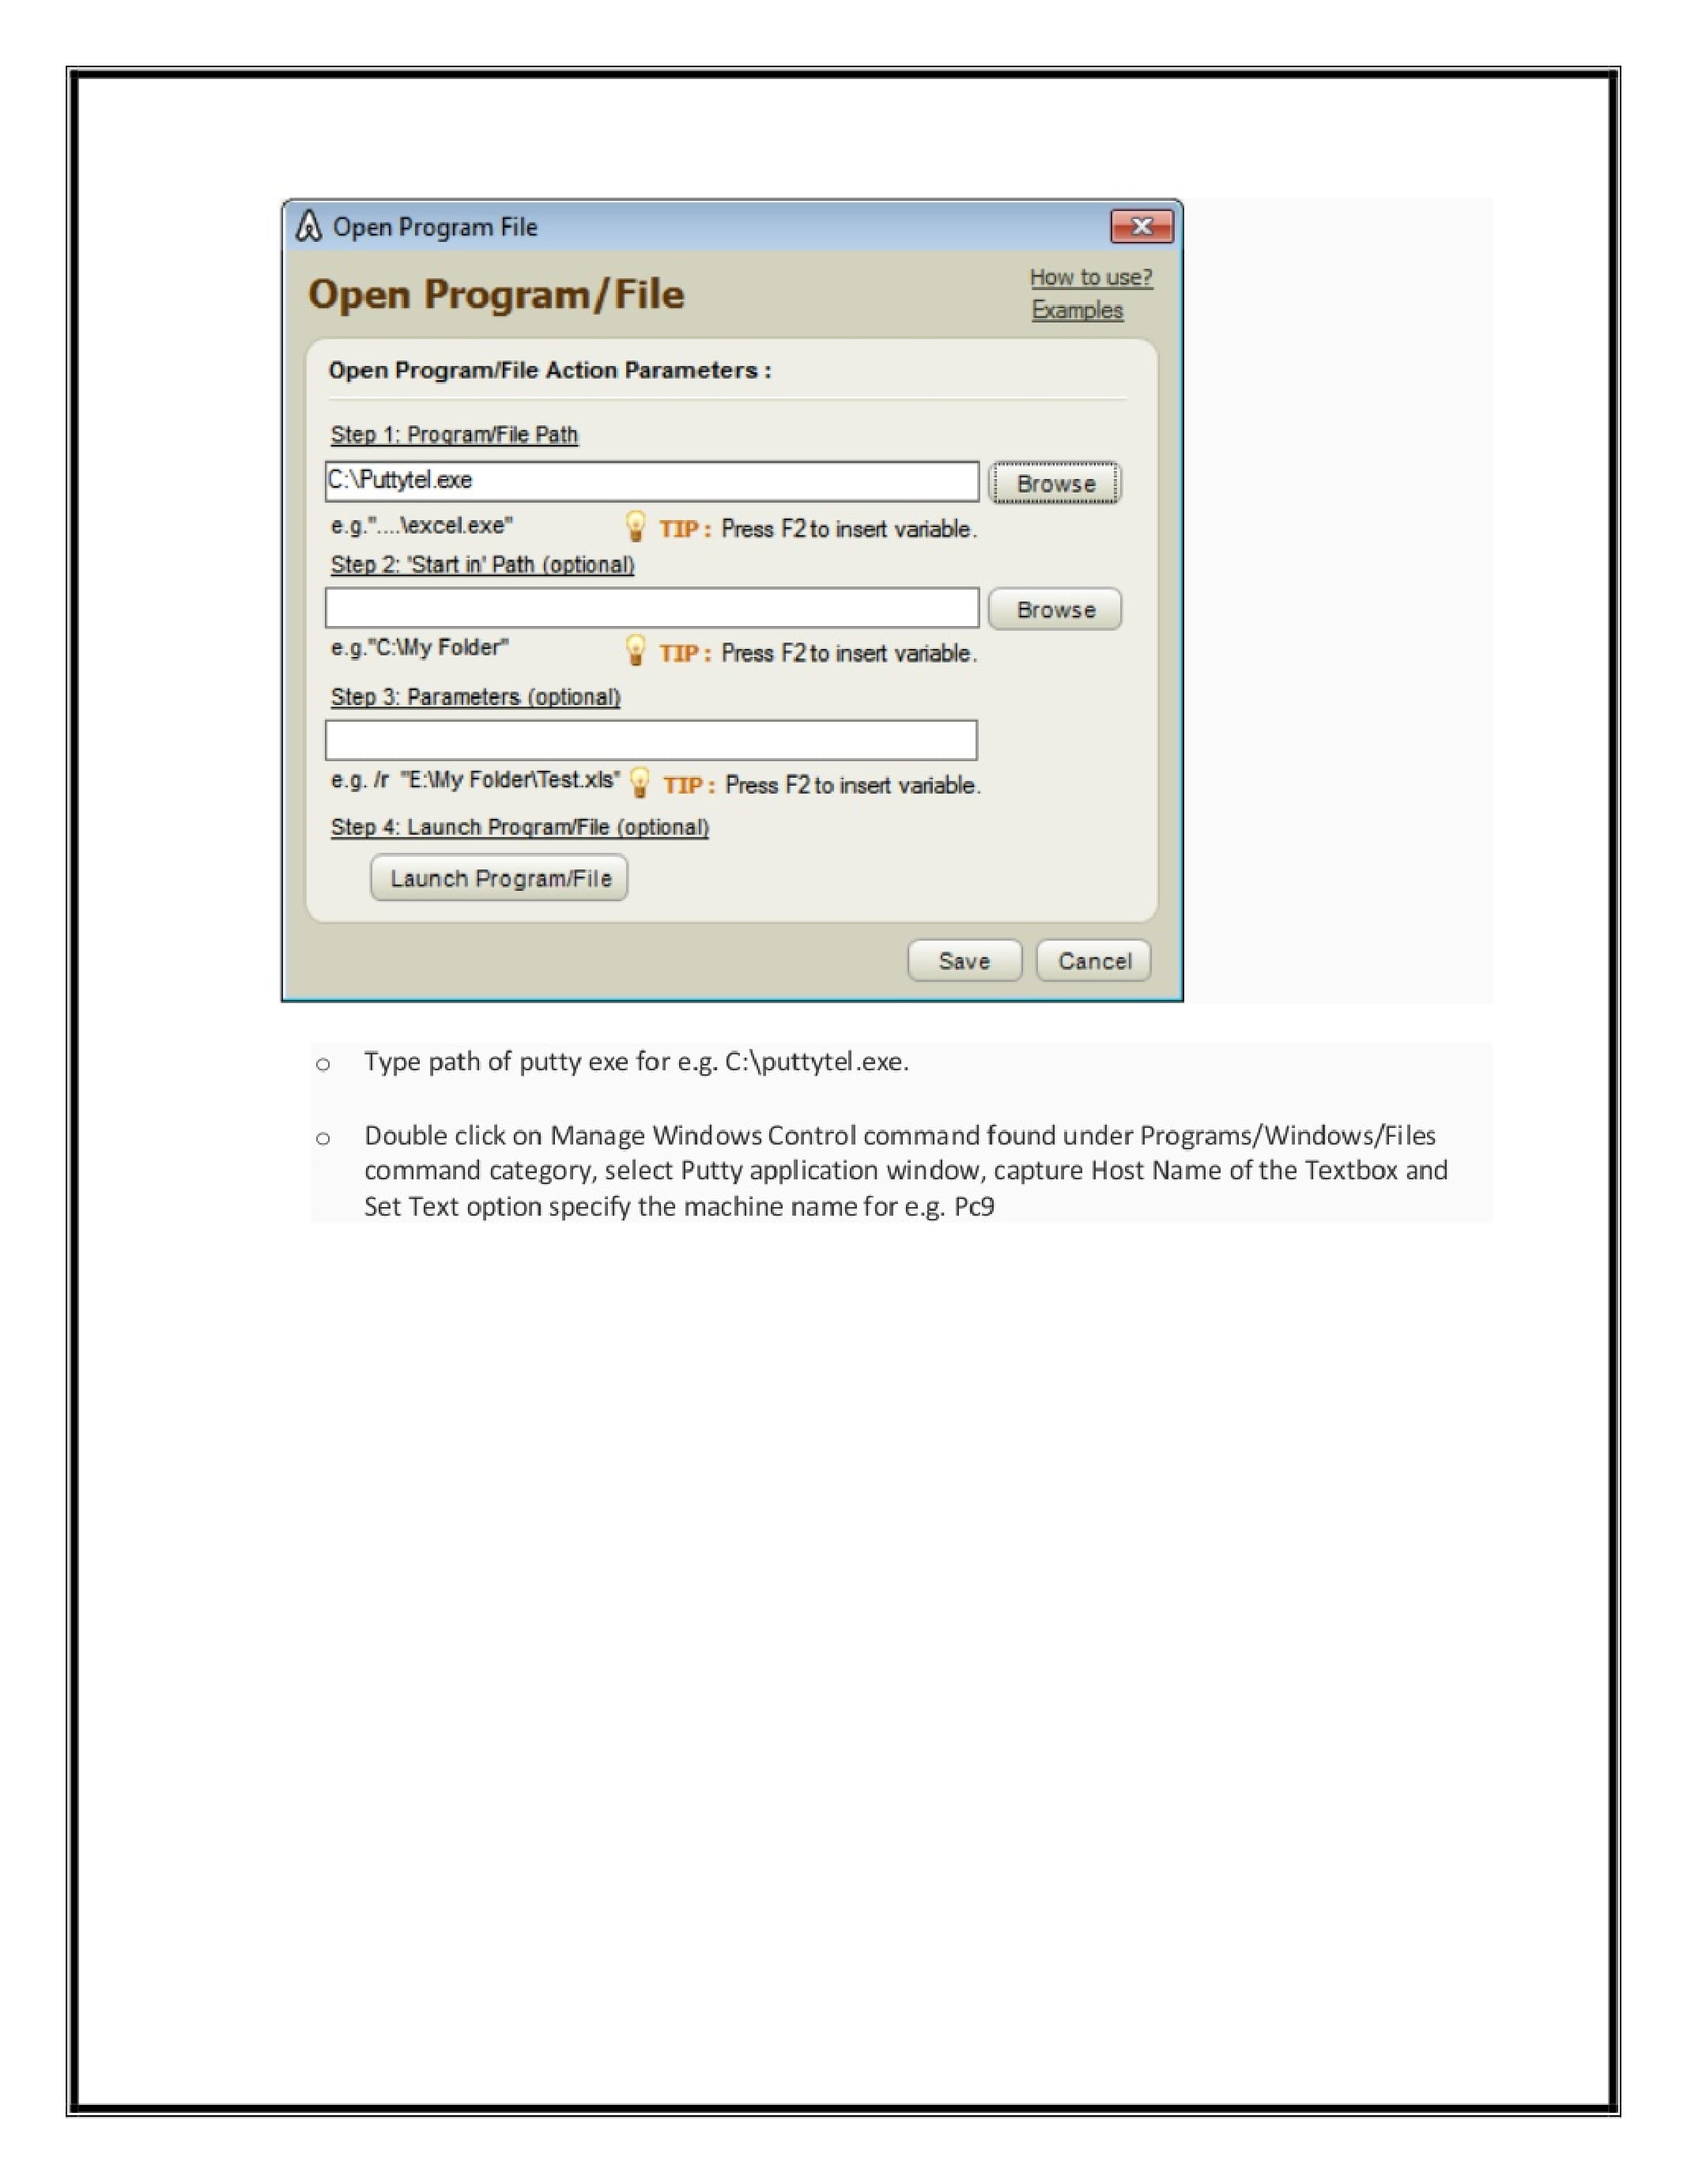 Open Program File
Open Program/File
How to use?
Examples
Open Program/File Action Parameters :
Step 1: Program/File Path
C:\Puttytel.exe
Browse
e.g."....\excel.exe"
TIP : Press F2 to insert variable.
Step 2: 'Start in' Path (optional)
Browse
e.g."C:\My Folder"
TIP : Press F2 to insert variable.
Step 3: Parameters (optional)
e.g. /r "E:\My Folder\Test.xls"
TIP : Press F2 to insert variable.
Step 4: Launch Program/File (optional)
Launch Program/File
Save
Cancel
o Type path of putty exe for e.g. C:\puttytel.exe.
o Double click on Manage Windows Control command found under Programs/Windows/Files
command category, select Putty application window, capture Host Name of the Textbox and
Set Text option specify the machine name for e.g. Pc9